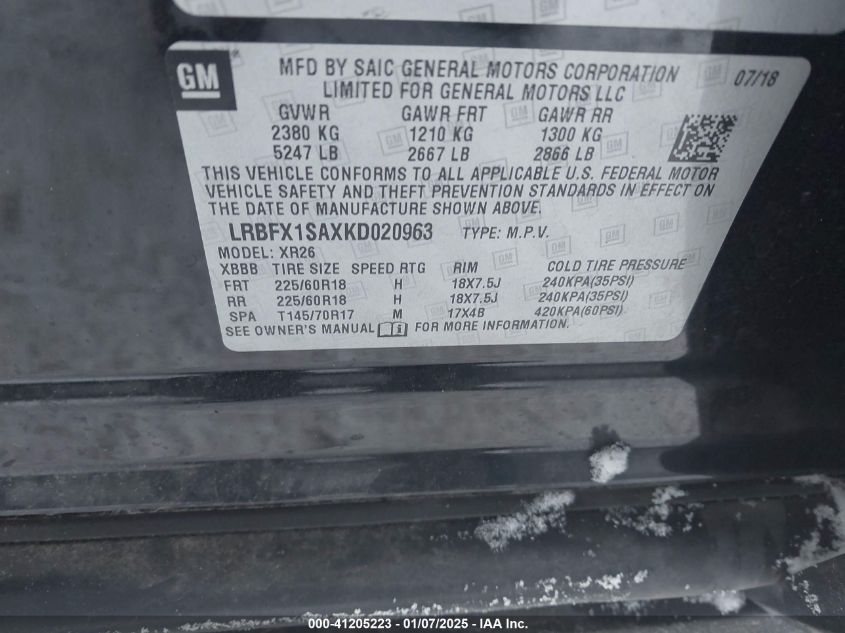 GM
MFD BY SAIC GENERAL MOTORS CORPORATION 07/18
LIMITED FOR GENERAL MOTORS LLC
GVWR GAWR FRT GAWR RR
2380 KG 1210 KG 1300 KG
5247 LB 2667 LB 2866 LB
THIS VEHICLE CONFORMS TO ALL APPLICABLE U.S. FEDERAL MOTOR
VEHICLE SAFETY AND THEFT PREVENTION STANDARDS IN EFFECT ON
THE DATE OF MANUFACTURE SHOWN ABOVE.
LRBFX1SAXKD020963 TYPE: M.P.V.
MODEL: XR26
XBBB TIRE SIZE SPEED RTG RIM COLD TIRE PRESSURE
FRT 225/60R18 H 18X7.5J 240KPA(35PSI)
RR 225/60R18 H 18X7.5J 240KPA(35PSI)
SPA T145/70R17 M 17X4B 420KPA(60PSI)
SEE OWNER'S MANUAL FOR MORE INFORMATION.
000-41205223 - 01/07/2025 - IAA Inc.